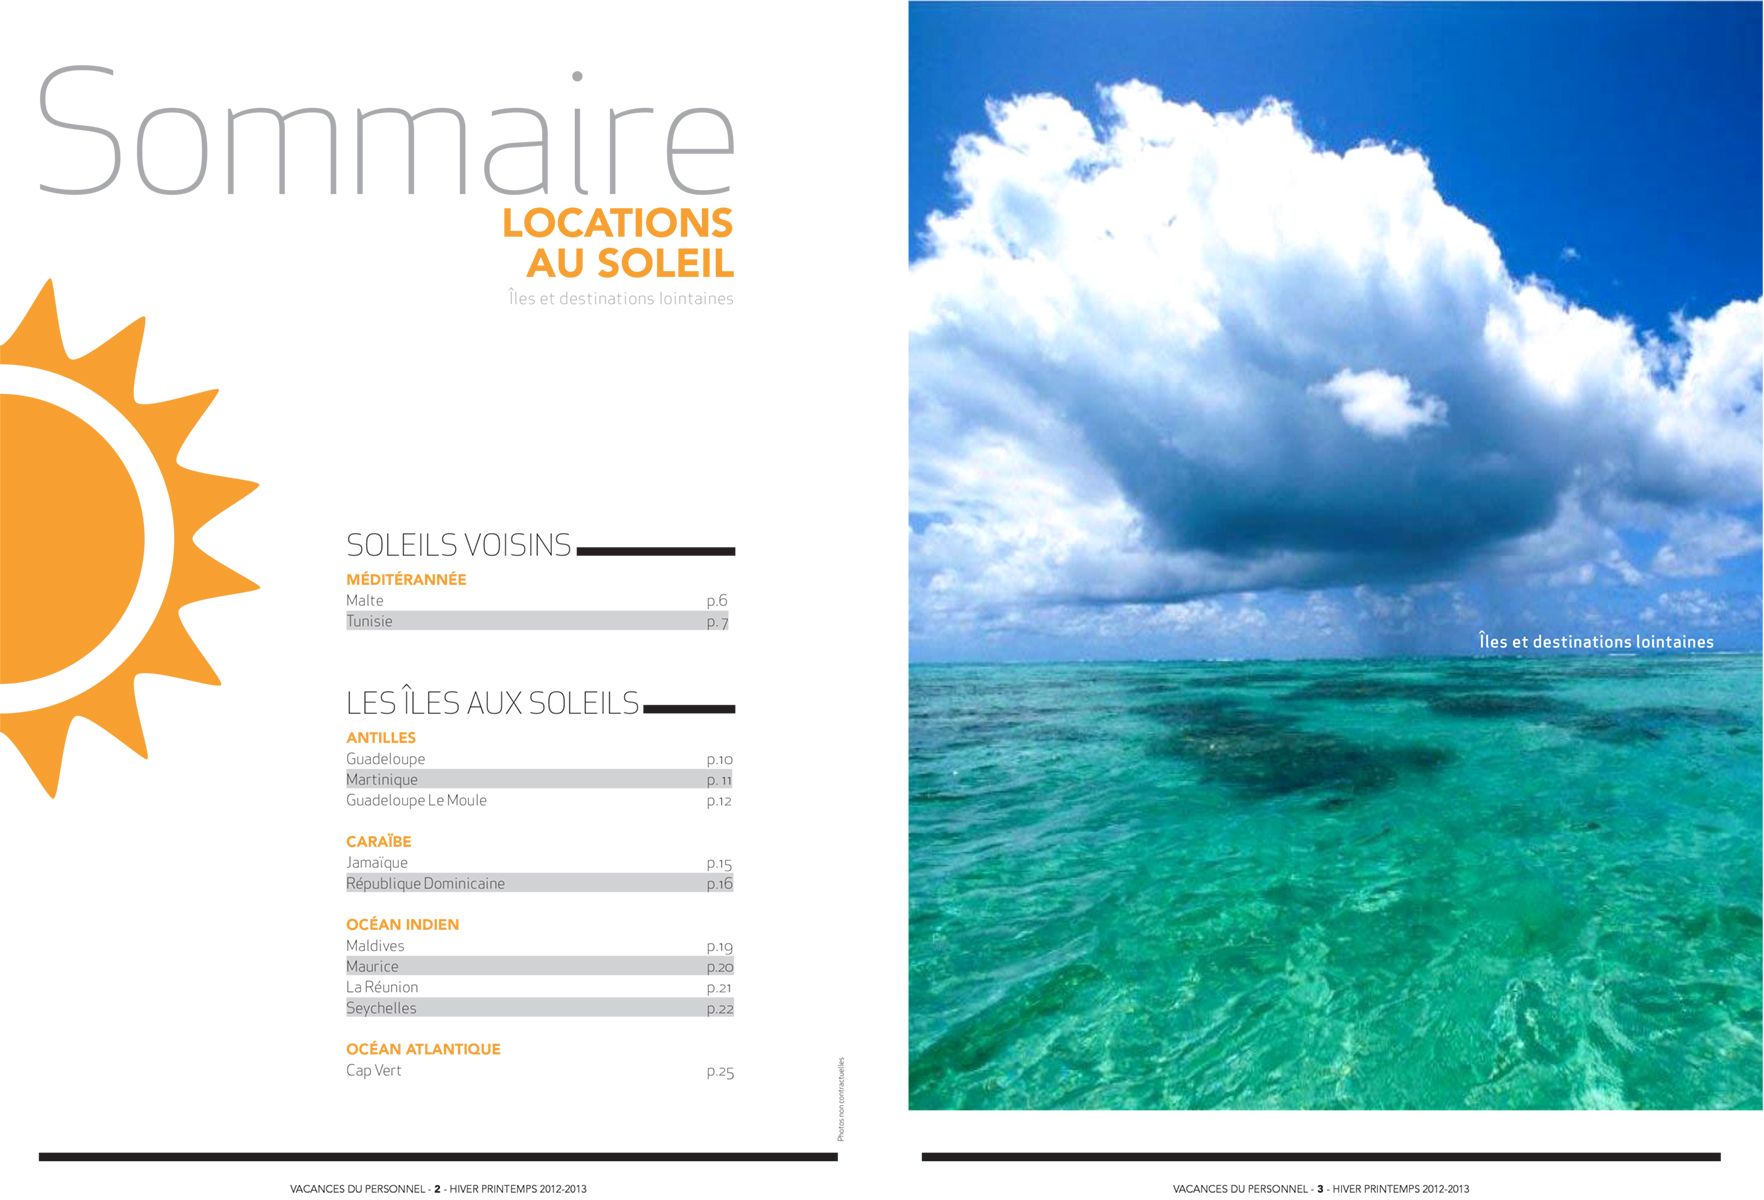 Sommaire
LOCATIONS
AU SOLEIL
Îles et destinations lointaines
SOLEILS VOISINS
MÉDITÉRANNÉE
Malte p.6
Tunisie p. 7
LES ÎLES AUX SOLEILS
ANTILLES
Guadeloupe p.10
Martinique p. 11
Guadeloupe Le Moule p.12
CARAÏBE
Jamaïque p.15
République Dominicaine p.16
OCÉAN INDIEN
Maldives p.19
Maurice p.20
La Réunion p.21
Seychelles p.22
OCÉAN ATLANTIQUE
Cap Vert p.25
Photos non contractuelles
VACANCES DU PERSONNEL - 2 - HIVER PRINTEMPS 2012-2013
Îles et destinations lointaines
VACANCES DU PERSONNEL - 3 - HIVER PRINTEMPS 2012-2013